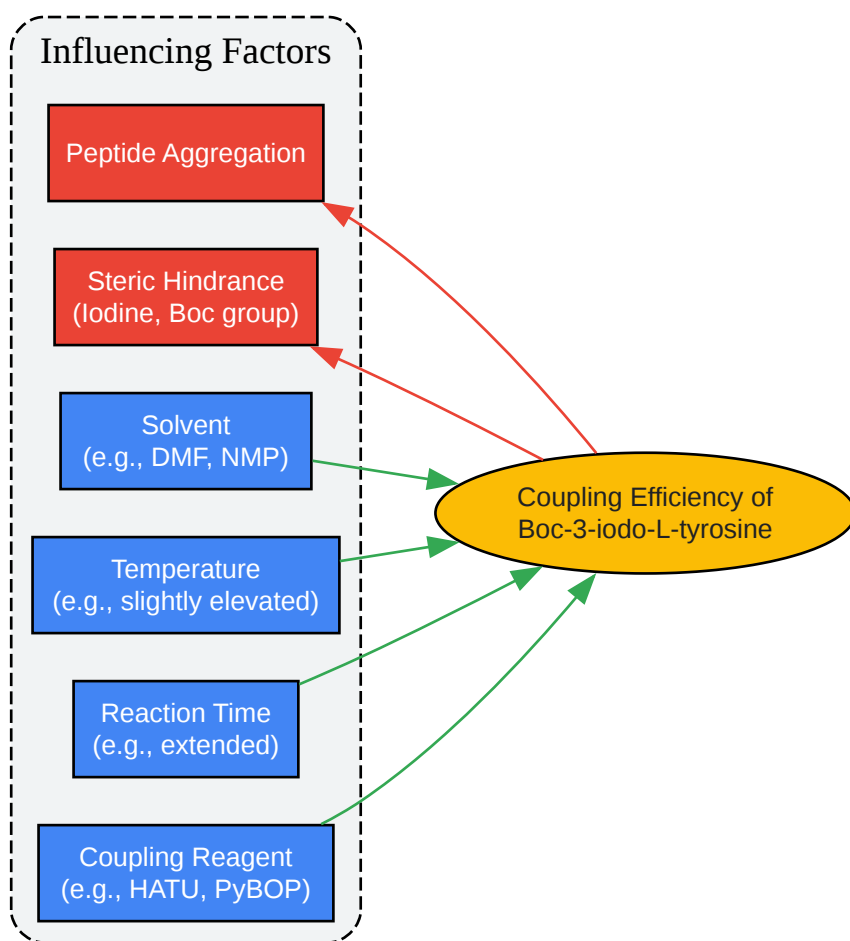 Influencing Factors
Peptide Aggregation
Steric Hindrance
(Iodine, Boc group)
Solvent
(e.g., DMF, NMP)
Temperature
(e.g., slightly elevated)
Reaction Time
(e.g., extended)
Coupling Reagent
(e.g., HATU, PyBOP)
Coupling Efficiency of
Boc-3-iodo-L-tyrosine